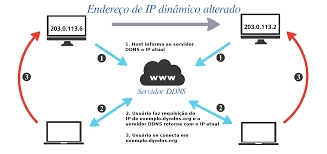 Endereço de IP dinâmico alterado
203.0.113.6
203.0.113.2
1
1
1. Host informa ao servidor
DDNS o IP atual
3
www
3
Servidor DDNS
2
2
2. Usuário faz requisição do
IP de exemplo.dyndns.org e o
servidor DDNS retorna com o IP atual
3. Usuário se conecta em
exemplo.dyndns.org